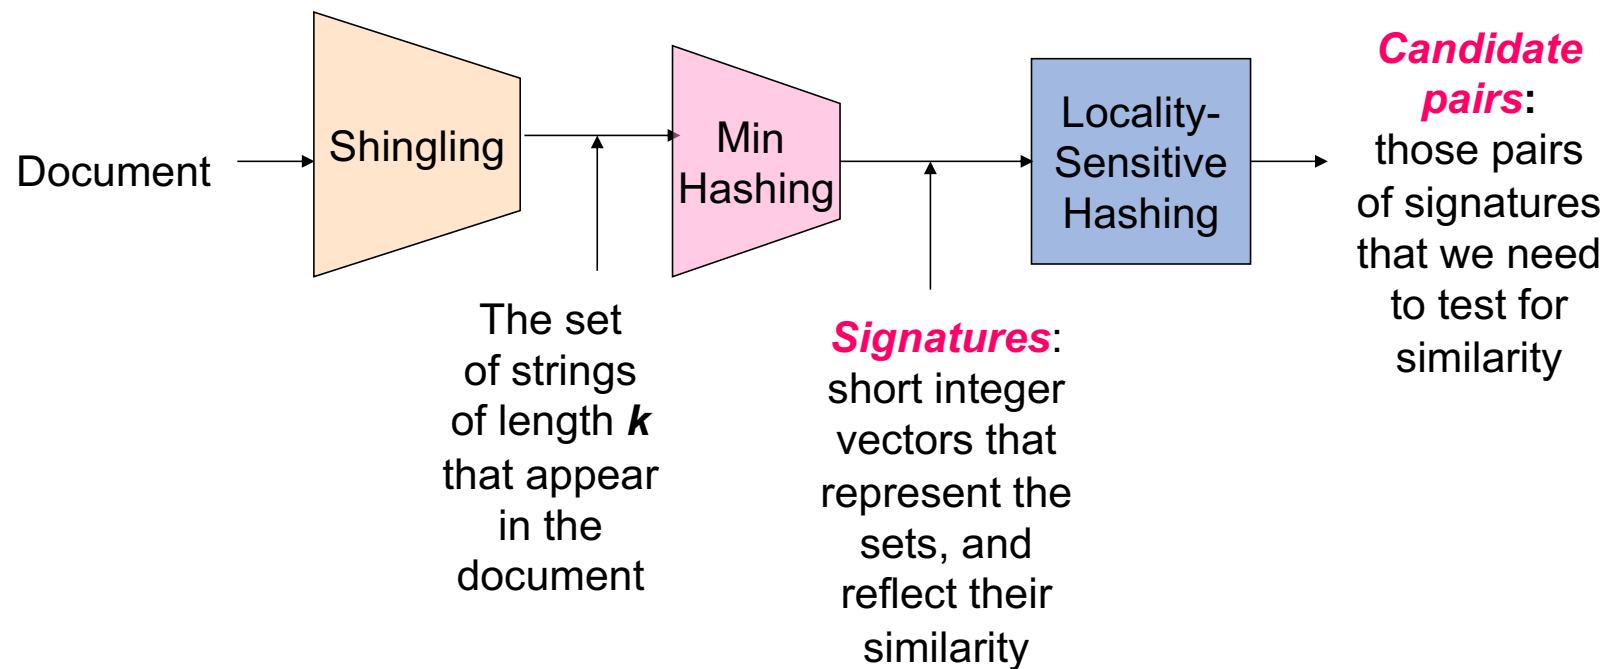 Document
Shingling
The set
of strings
of length k
that appear
in the
document
Min
Hashing
Signatures:
short integer
vectors that
represent the
sets, and
reflect their
similarity
Locality-
Sensitive
Hashing
Candidate
pairs:
those pairs
of signatures
that we need
to test for
similarity